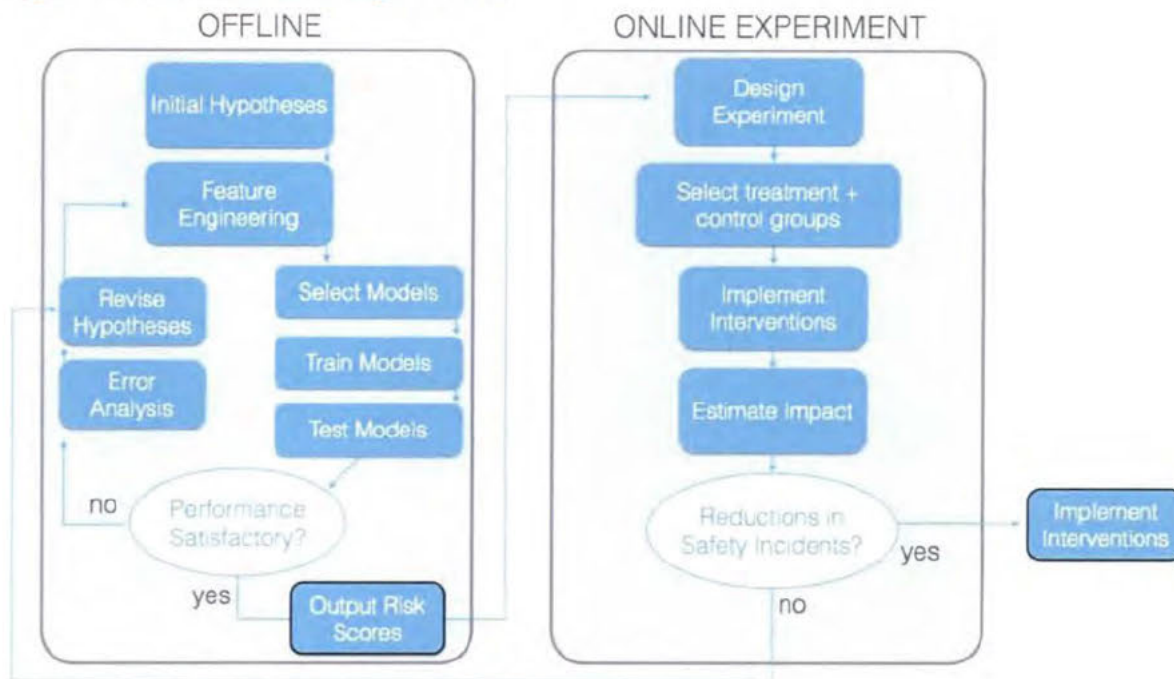 OFFLINE
Initial Hypotheses
Feature
Engineering
Select Models
Revise
Hypotheses
Train Models
Error
Analysis
Test Models
no
Performance
Satisfactory?
yes
Output Risk
Scores
ONLINE EXPERIMENT
Design
Experiment
Select treatment +
control groups
Implement
Interventions
Estimate Impact
Reductions in
Safety Incidents?
yes
no
Implement
Interventions